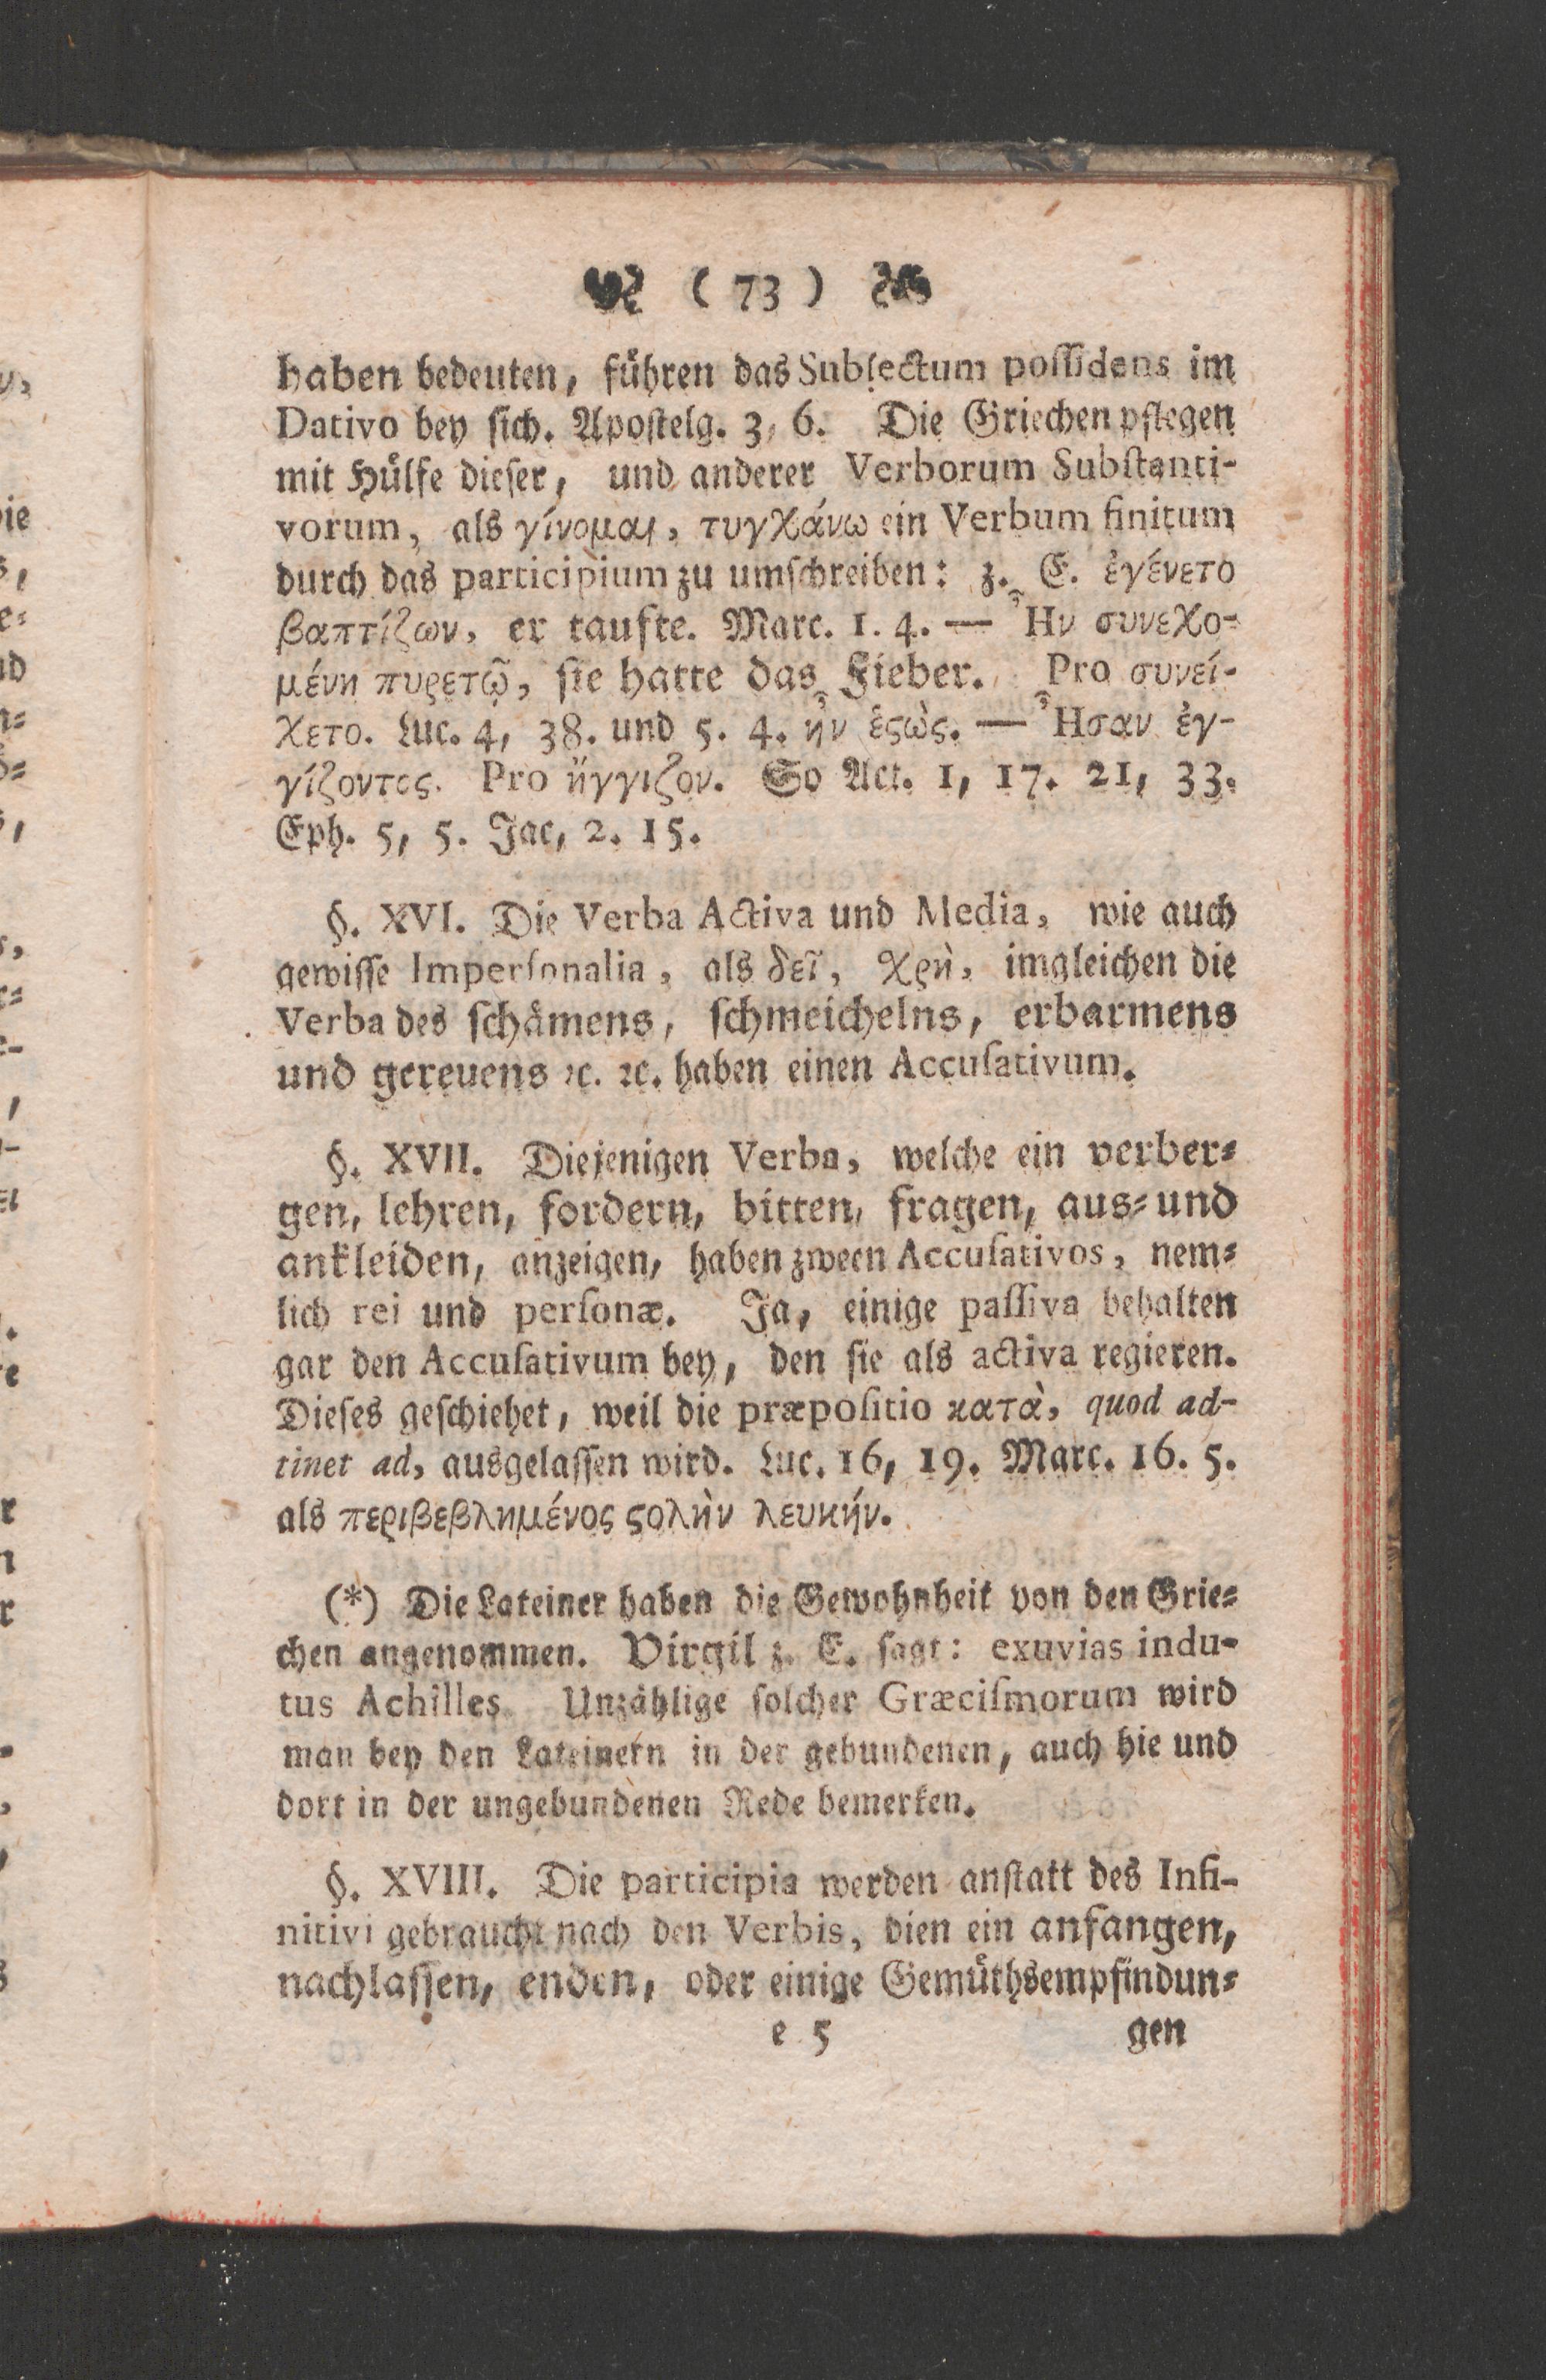 ( 73 )
haben bedeuten, führen das Subjectum possidens im
Dativo bey sich. Apostelg. 3, 6. Die Griechen pflegen
mit Hülfe dieser, und anderer Verborum Substanti-
vorum, als γίνομαι, τυγχάνω ein Verbum finitum
durch das participium zu umschreiben: z. E. ἐγένετο
βαπτίζων, er taufte. Marc. 1. 4. — Ἦν συνεχο-
μένη πυρετῷ, sie hatte das Fieber. Pro συνεί-
χετο. Luc. 4, 38. und 5. 4. ἦν ἑςὼς. — Ἦσαν ἐγ-
γίζοντες. Pro ἤγγιζον. So Act. 1, 17. 21, 33.
Eph. 5, 5. Jac, 2. 15.
§. XVI. Die Verba Activa und Media, wie auch
gewisse Impersonalia, als δεῖ, χρὴ, imgleichen die
Verba des schämens, schmeichelns, erbarmens
und gereuens ꝛc. ꝛc. haben einen Accusativum.
§. XVII. Diejenigen Verba, welche ein verber-
gen, lehren, fordern, bitten, fragen, aus- und
ankleiden, anzeigen, haben zween Accusativos, nem-
lich rei und personæ. Ja, einige passiva behalten
gar den Accusativum bey, den sie als activa regieren.
Dieses geschiehet, weil die præpositio κατὰ, quod ad-
tinet ad, ausgelassen wird. Luc. 16, 19. Marc. 16. 5.
als περιβεβλημένος ςολὴν λευκήν.
(*) Die Lateiner haben die Gewohnheit von den Grie-
chen angenommen. Virgil z. E. sagt: exuvias indu-
tus Achilles. Unzählige solcher Græcismorum wird
man bey den Lateinern in der gebundenen, auch hie und
dort in der ungebundenen Rede bemerken.
§. XVIII. Die participia werden anstatt des Infi-
nitivi gebraucht nach den Verbis, dien ein anfangen,
nachlassen, enden, oder einige Gemüthsempfindun-
e 5 gen